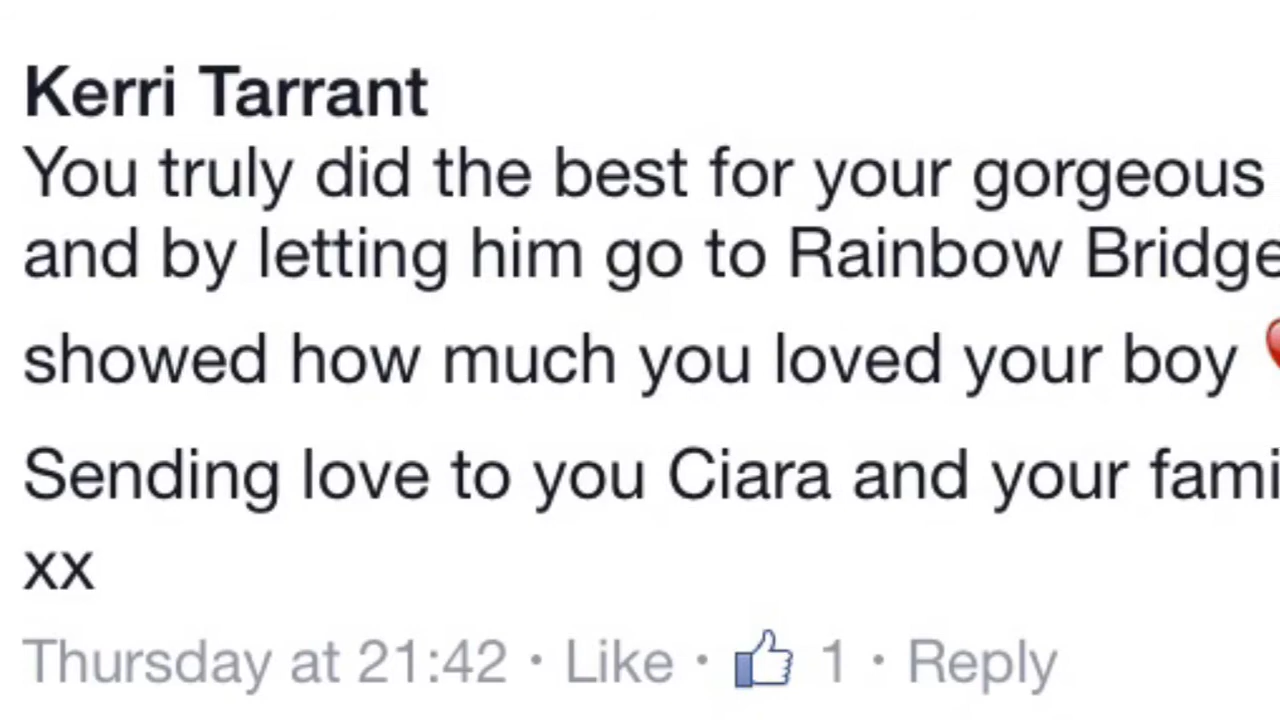 Kerri Tarrant
You truly did the best for your gorgeous
and by letting him go to Rainbow Bridge
showed how much you loved your boy
Sending love to you Ciara and your fami
xx
Thursday at 21:42 · Like · 1 · Reply